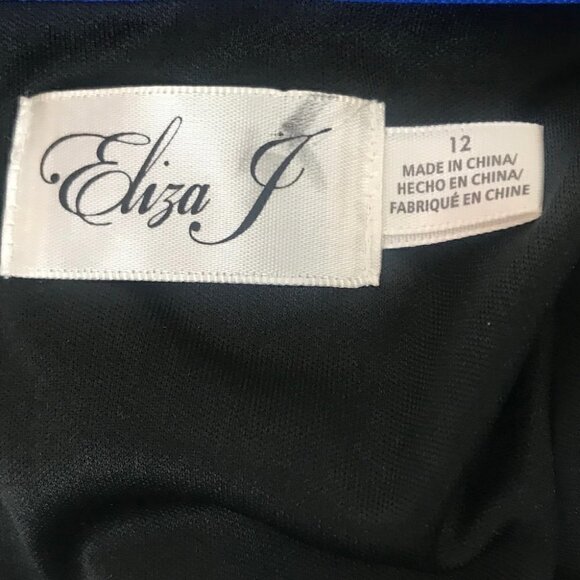 Eliza J
12
MADE IN CHINA/
HECHO EN CHINA/
FABRIQUÉ EN CHINE